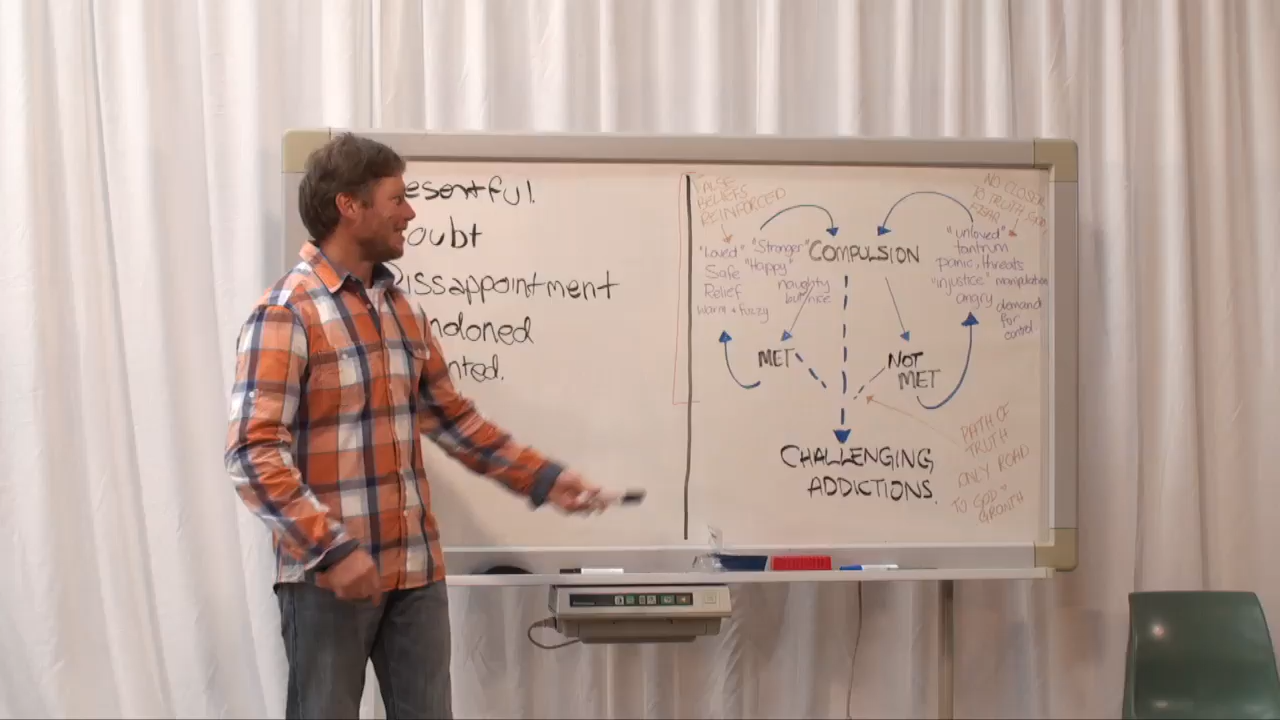 esentful.
oubt
Dissappointment
ndoned
nted.
FALSE
BELIEFS
REINFORCED
"Loved"
Safe
Relief
warm + fuzzy
"Stronger"
"Happy"
naughty
but nice
COMPULSION
NO CLOSER
TO TRUTH, GOD
"unloved"
tantrum
panic, threats
"injustice" manipulation
angry demand
for
control
MET
NOT
MET
CHALLENGING
ADDICTIONS.
PATH OF
TRUTH
ONLY ROAD
TO GOD +
GROWTH